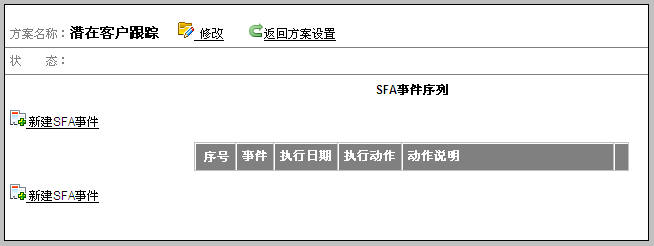 方案名称：潜在客户跟踪 修改 返回方案设置
状 态：
SFA事件序列
新建SFA事件
序号 事件 执行日期 执行动作 动作说明
新建SFA事件